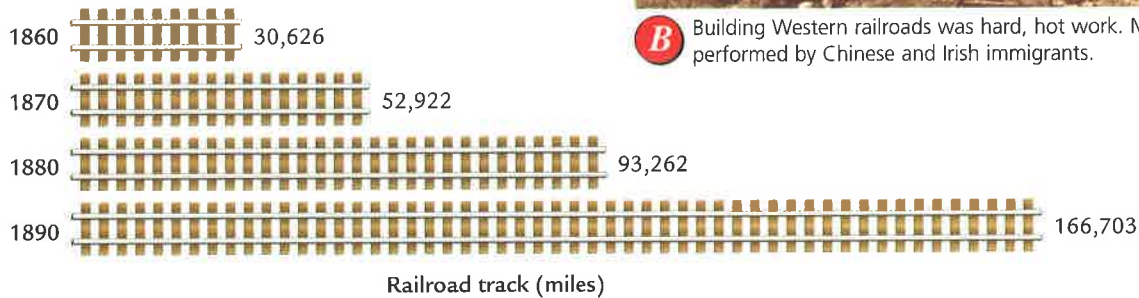 1860 30,626
B Building Western railroads was hard, hot work.
performed by Chinese and Irish immigrants.
1870 52,922
1880 93,262
1890 166,703
Railroad track (miles)